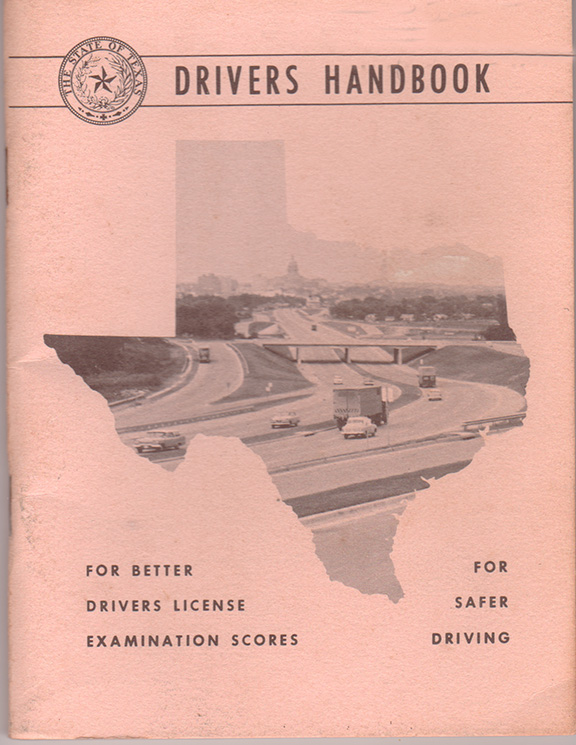 THE STATE OF TEXAS
DRIVERS HANDBOOK
FOR BETTER
DRIVERS LICENSE
EXAMINATION SCORES
FOR
SAFER
DRIVING